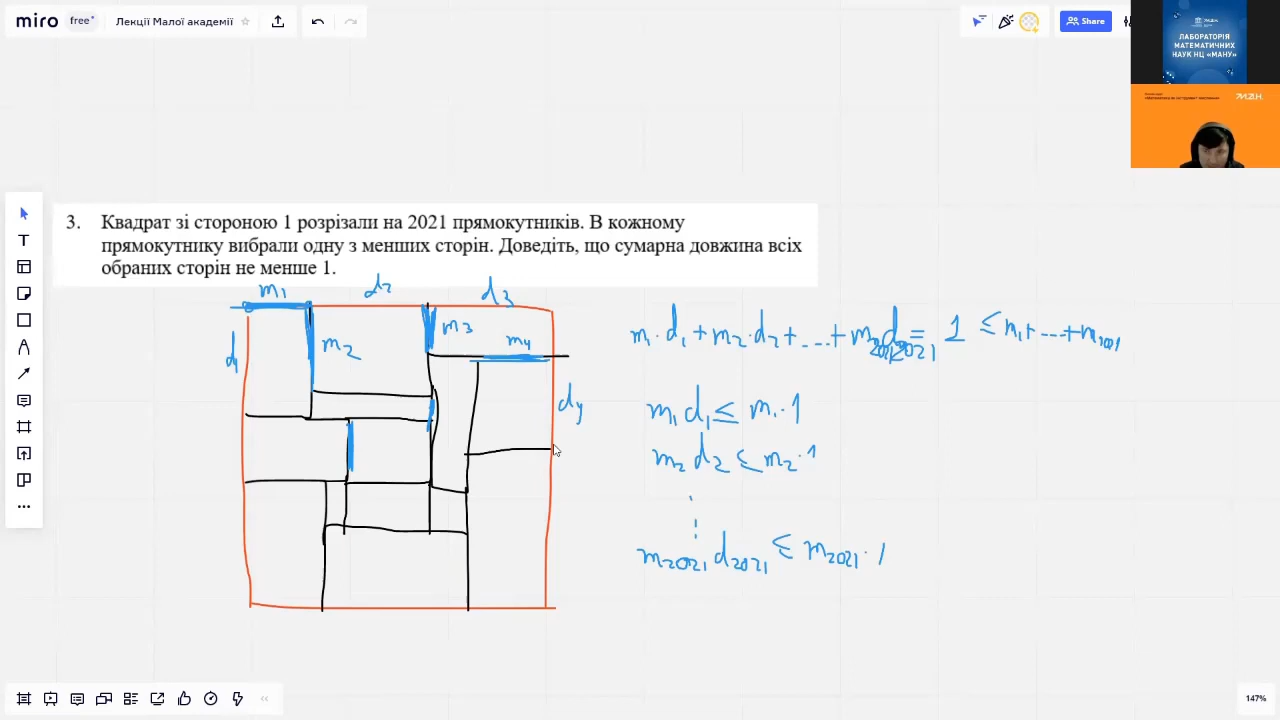 miro free Лекції Малої академії
Share
ЛАБОРАТОРІЯ
МАТЕМАТИЧНИХ
НАУК НЦ «МАНУ»
3. Квадрат зі стороною 1 розрізали на 2021 прямокутників. В кожному
прямокутнику вибрали одну з менших сторін. Доведіть, що сумарна довжина всіх
обраних сторін не менше 1.
m₁ d₂ d₃
d₁ m₂ m₃ m₄
d₄
m₁·d₁+m₂·d₂+...+m₂₀₂₁d₂₀₂₁= 1 ≤ m₁+...+m₂₀₂₁
m₁d₁ ≤ m₁·1
m₂d₂ ≤ m₂·1
m₂₀₂₁d₂₀₂₁ ≤ m₂₀₂₁·1
147%